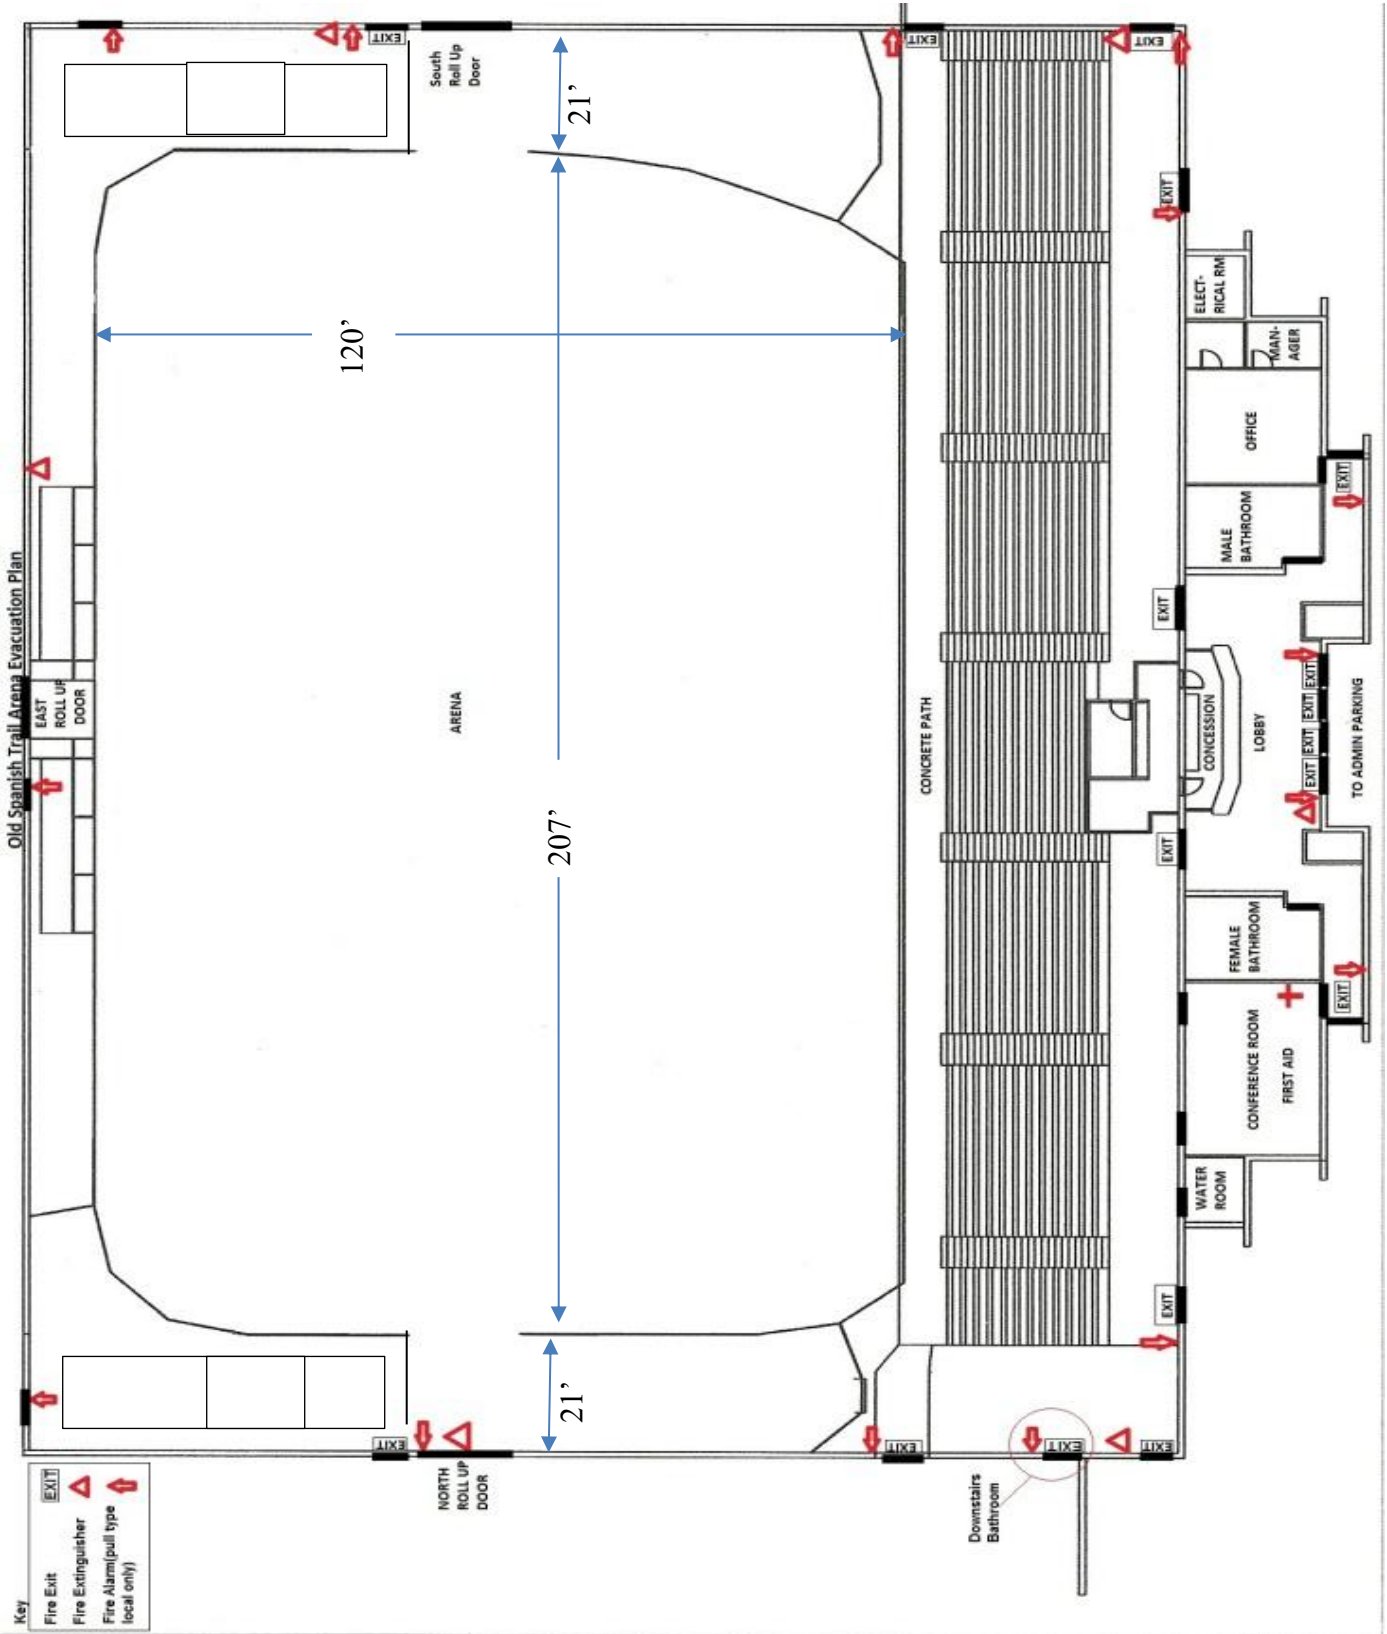 Old Spanish Trail Arena Evacuation Plan
Key
Fire Exit
EXIT
Fire Extinguisher
Fire Alarm(pull type
local only)
EXIT
South
Roll Up
Door
EXIT
EXIT
21’
EXIT
120’
EAST
ROLL UP
DOOR
ARENA
207’
CONCRETE PATH
21’
EXIT
NORTH
ROLL UP
DOOR
EXIT
EXIT
EXIT
Downstairs
Bathroom
ELECT-
RICAL RM
MAN-
AGER
OFFICE
EXIT
MALE
BATHROOM
EXIT
CONCESSION
LOBBY
EXIT
EXIT
EXIT
EXIT
TO ADMIN PARKING
EXIT
FEMALE
BATHROOM
EXIT
CONFERENCE ROOM
FIRST AID
WATER
ROOM
EXIT